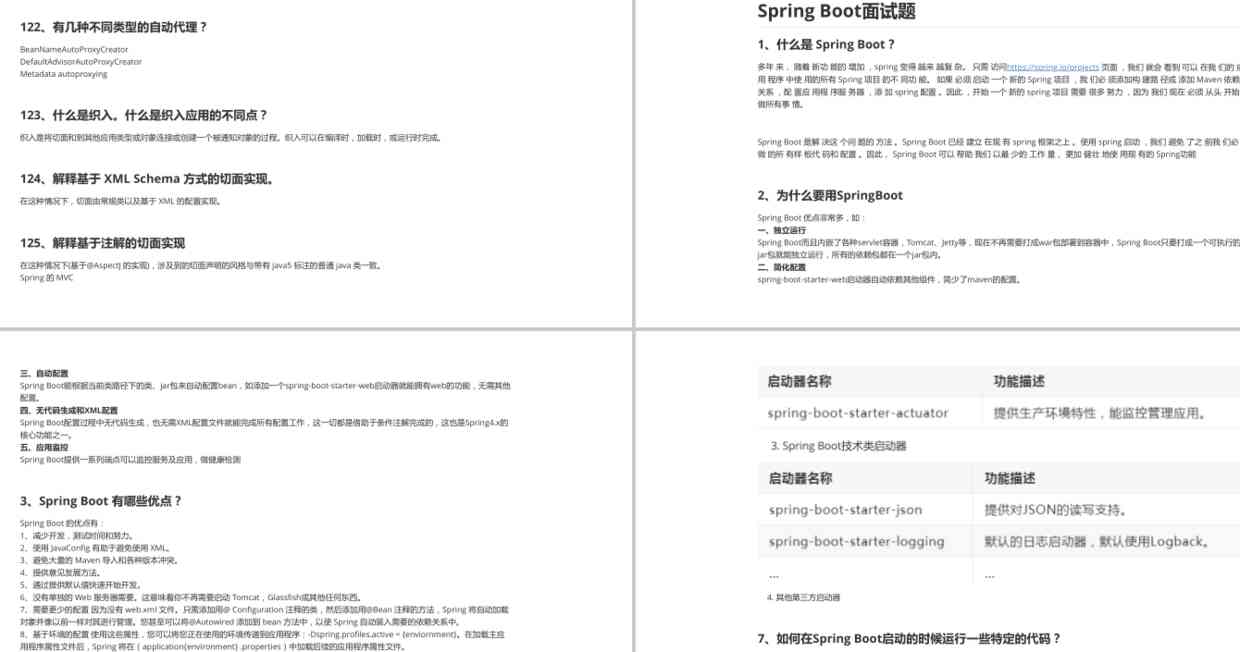 122、有几种不同类型的自动代理？
BeanNameAutoProxyCreator
DefaultAdvisorAutoProxyCreator
Metadata autoproxying
123、什么是织入。什么是织入应用的不同点？
织入是将切面和到其他应用类型或对象连接或创建一个被通知对象的过程。织入可以在编译时，加载时，或运行时完成。
124、解释基于 XML Schema 方式的切面实现。
在这种情况下，切面由常规类以及基于 XML 的配置实现。
125、解释基于注解的切面实现
在这种情况下(基于@AspectJ 的实现)，涉及到的切面声明的风格与带有 java5 标注的普通 java 类一致。
Spring 的 MVC
Spring Boot面试题
1、什么是 Spring Boot？
多年来，随着新功能的增加，spring 变得越来越复杂。只需访问https://spring.io/projects 页面，我们就会看到可以在我们的
用程序中使用的所有 Spring 项目的不同功能。如果必须启动一个新的 Spring 项目，我们必须添加构建路径或添加 Maven 依赖
关系，配置应用程序服务器，添加 spring 配置。因此，开始一个新的 spring 项目需要很多努力，因为我们现在必须从头开始
做所有事情。
Spring Boot 是解决这个问题的方法。Spring Boot 已经建立在现有 spring 框架之上。使用 spring 启动，我们避免了之前我们必
做的所有样板代码和配置。因此，Spring Boot 可以帮助我们以最少的工作量，更加健壮地使用现有的 Spring功能
2、为什么要用SpringBoot
Spring Boot 优点非常多，如：
一、独立运行
Spring Boot而且内嵌了各种servlet容器，Tomcat、Jetty等，现在不再需要打成war包部署到容器中，Spring Boot只要打成一个可执行的
jar包就能独立运行，所有的依赖包都在一个jar包内。
二、简化配置
spring-boot-starter-web启动器自动依赖其他组件，简少了maven的配置。
三、自动配置
Spring Boot能根据当前类路径下的类、jar包来自动配置bean，如添加一个spring-boot-starter-web启动器就能拥有web的功能，无需其他
配置。
四、无代码生成和XML配置
Spring Boot配置过程中无代码生成，也无需XML配置文件就能完成所有配置工作，这一切都是借助于条件注解完成的，这也是Spring4.x的
核心功能之一。
五、应用监控
Spring Boot提供一系列端点可以监控服务及应用，做健康检测
3、Spring Boot 有哪些优点？
Spring Boot 的优点有：
1、减少开发，测试时间和努力。
2、使用 JavaConfig 有助于避免使用 XML。
3、避免大量的 Maven 导入和各种版本冲突。
4、提供意见发展方法。
5、通过提供默认值快速开始开发。
6、没有单独的 Web 服务器需要。这意味着你不再需要启动 Tomcat，Glassfish或其他任何东西。
7、需要更少的配置 因为没有 web.xml 文件。只需添加用@ Configuration 注释的类，然后添加用@Bean 注释的方法，Spring 将自动加载
对象并像以前一样对其进行管理。您甚至可以将@Autowired 添加到 bean 方法中，以使 Spring 自动装入需要的依赖关系中。
8、基于环境的配置 使用这些属性，您可以将您正在使用的环境传递到应用程序：-Dspring.profiles.active = {enviornment}。在加载主应
用程序属性文件后，Spring 将在 ( application{environment} .properties ) 中加载后续的应用程序属性文件。
启动器名称 功能描述
spring-boot-starter-actuator 提供生产环境特性，能监控管理应用。
3. Spring Boot技术类启动器
启动器名称 功能描述
spring-boot-starter-json 提供对JSON的读写支持。
spring-boot-starter-logging 默认的日志启动器，默认使用Logback。
... ...
4. 其他第三方启动器
7、如何在Spring Boot启动的时候运行一些特定的代码？